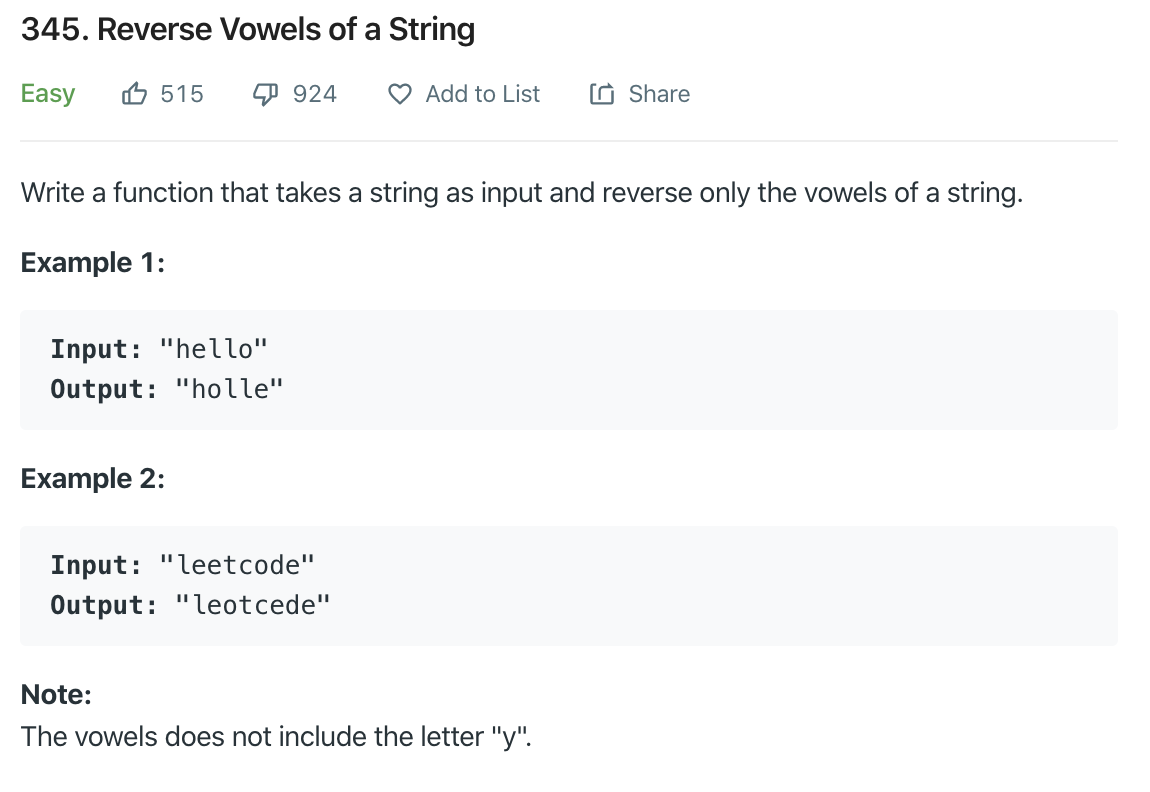 345. Reverse Vowels of a String
Easy 515 924 Add to List Share
Write a function that takes a string as input and reverse only the vowels of a string.
Example 1:
Input: "hello"
Output: "holle"
Example 2:
Input: "leetcode"
Output: "leotcede"
Note:
The vowels does not include the letter "y".